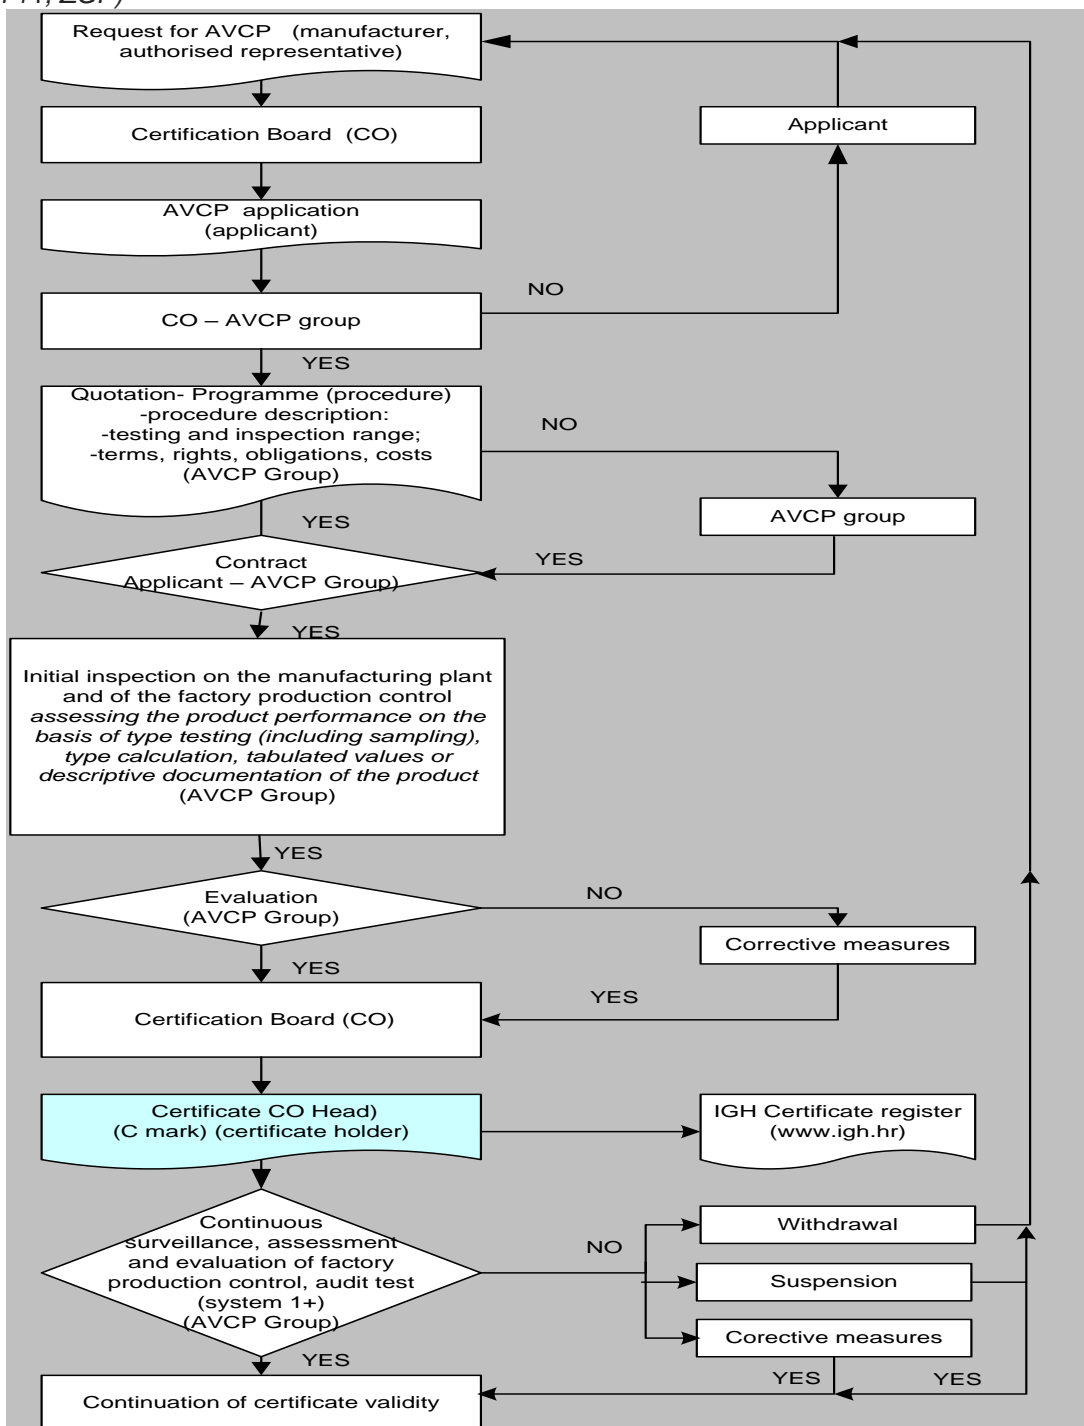 Request for AVCP (manufacturer,
authorised representative)
Certification Board (CO)
Applicant
AVCP application
(applicant)
NO
CO – AVCP group
YES
Quotation- Programme (procedure)
-procedure description:
-testing and inspection range;
-terms, rights, obligations, costs
(AVCP Group)
NO
AVCP group
YES
Contract
Applicant – AVCP Group)
YES
YES
Initial inspection on the manufacturing plant
and of the factory production control
assessing the product performance on the
basis of type testing (including sampling),
type calculation, tabulated values or
descriptive documentation of the product
(AVCP Group)
YES
Evaluation
(AVCP Group)
NO
Corrective measures
YES
YES
Certification Board (CO)
Certificate CO Head)
(C mark) (certificate holder)
IGH Certificate register
(www.igh.hr)
Continuous
surveillance, assessment
and evaluation of factory
production control, audit test
(system 1+)
(AVCP Group)
NO
Withdrawal
Suspension
Corective measures
YES
YES
YES
Continuation of certificate validity